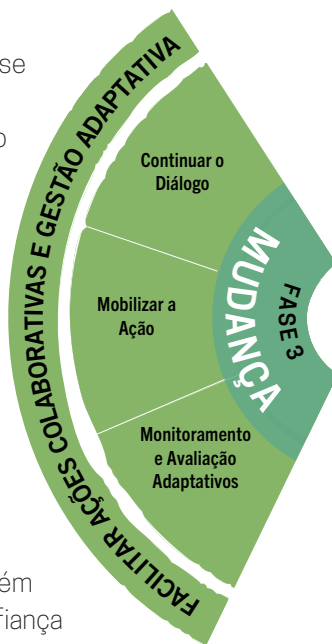 se
o
FACILITAR AÇÕES COLABORATIVAS E GESTÃO ADAPTATIVA
Continuar o
Diálogo
Mobilizar a
Ação
Monitoramento
e Avaliação
Adaptativos
MUDANÇA
FASE 3
ém
fiança